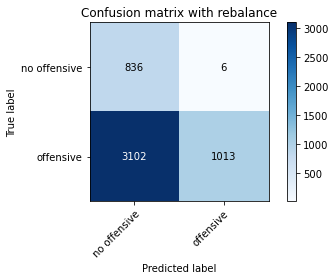 Confusion matrix with rebalance
True label
no offensive
offensive
836
6
3102
1013
no offensive
offensive
Predicted label
3000
2500
2000
1500
1000
500